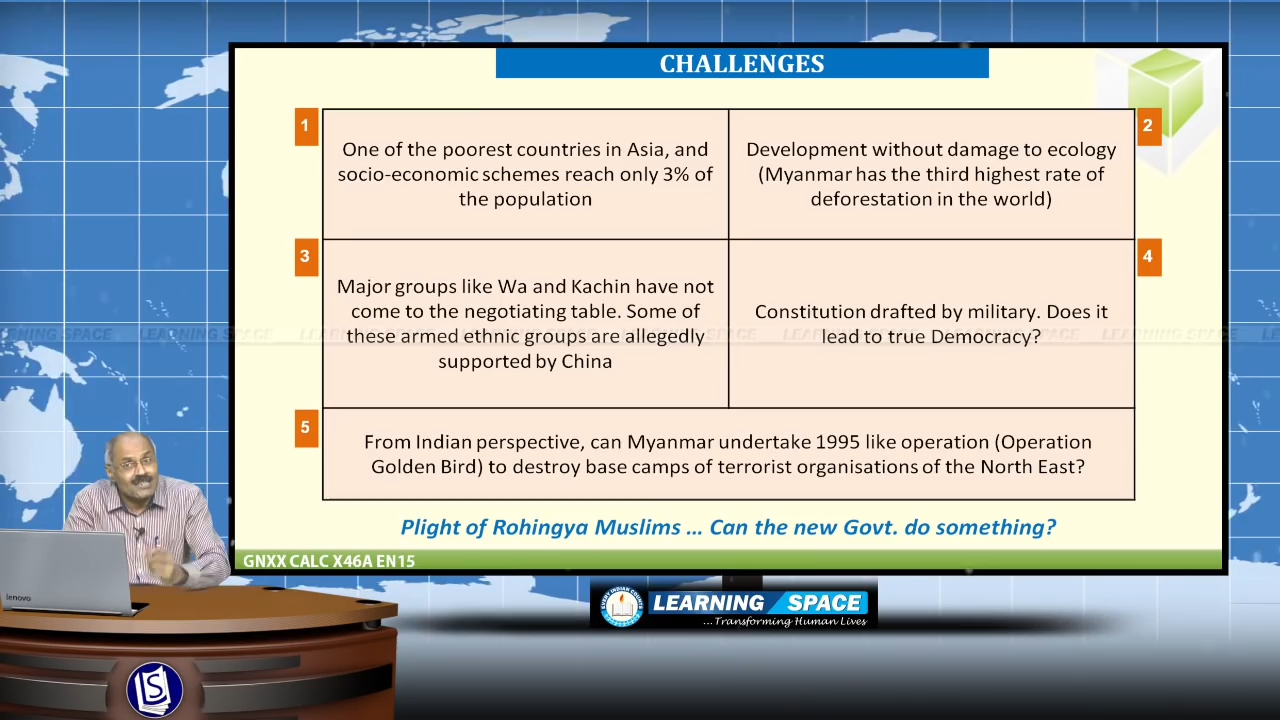 CHALLENGES
1
One of the poorest countries in Asia, and
socio-economic schemes reach only 3% of
the population
2
Development without damage to ecology
(Myanmar has the third highest rate of
deforestation in the world)
3
Major groups like Wa and Kachin have not
come to the negotiating table. Some of
these armed ethnic groups are allegedly
supported by China
4
Constitution drafted by military. Does it
lead to true Democracy?
5
From Indian perspective, can Myanmar undertake 1995 like operation (Operation
Golden Bird) to destroy base camps of terrorist organisations of the North East?
Plight of Rohingya Muslims ... Can the new Govt. do something?
GNXX CALC X46A EN15
lenovo
LEARNING SPACE
...Transforming Human Lives
LS